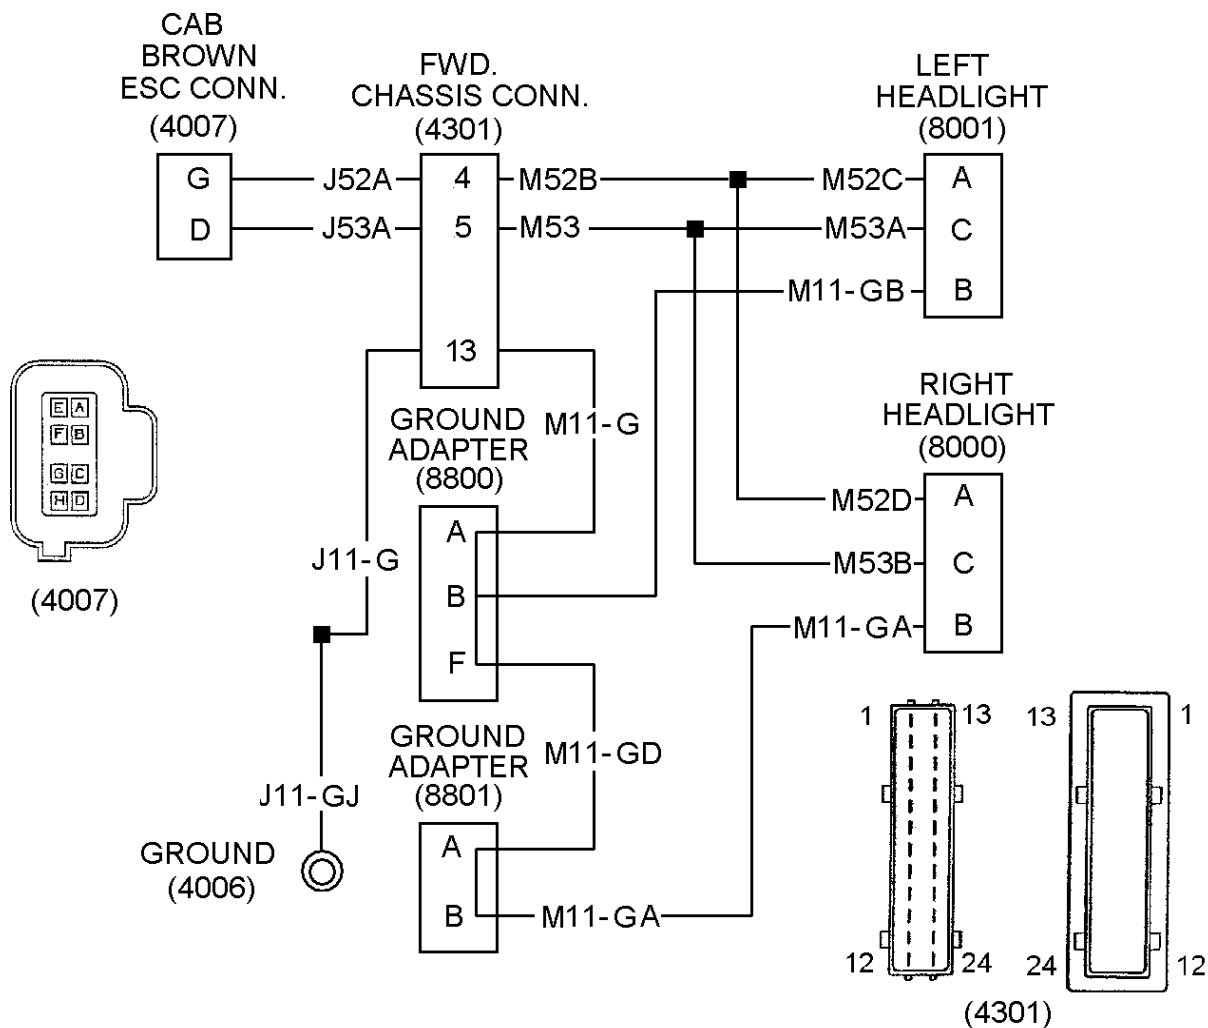 CAB
BROWN
ESC CONN.
(4007)
FWD.
CHASSIS CONN.
(4301)
LEFT
HEADLIGHT
(8001)
G J52A 4 M52B M52C A
D J53A 5 M53 M53A C
M11-GB B
13
RIGHT
HEADLIGHT
(8000)
GROUND
ADAPTER
(8800)
M11-G
E A
F B
G C
H D
(4007)
A M52D A
J11-G M53B C
B M11-GA B
F
GROUND
ADAPTER
(8801)
M11-GD
J11-GJ
GROUND
(4006)
A
B M11-GA
1 13 13 1
12 24 24 12
(4301)